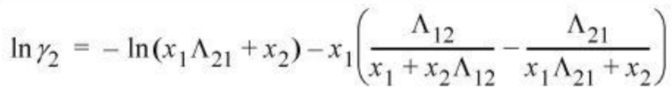 ln γ₂ = – ln(x₁Λ₂₁ + x₂) – x₁(Λ₁₂/(x₁ + x₂Λ₁₂) – Λ₂₁/(x₁Λ₂₁ + x₂))